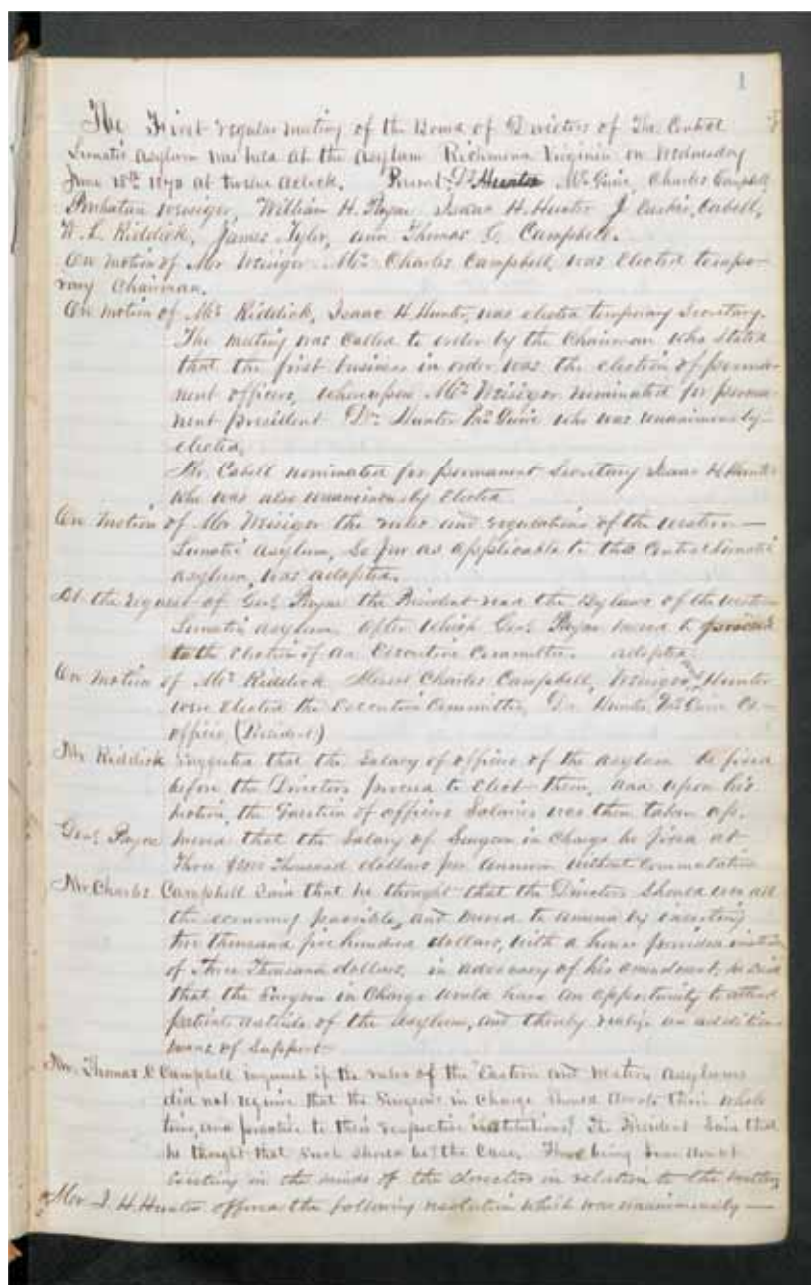 1
The First regular meeting of the Board of Directors of The Central
Lunatic Asylum was held at the Asylum Richmond Virginia on Wednesday
June 15th 1870 at twelve oclock. Present: Dr Hunter McGuire, Charles Campbell,
Weisiger, William H. Payne Isaac H. Hunter J Cabell,
W. L. Riddick, James Tyler, and Thomas C. Campbell.
On motion of Mr Weisiger Mr. Charles Campbell, was elected tempo-
rary Chairman.
On motion of Mr Riddick, Isaac H Hunter, was elected temporary Secretary.
The meeting was called to order by the Chairman who stated
that the first business in order was the election of perma-
nent officers, whereupon Mr Weisiger nominated for perma-
nent president Dr. Hunter McGuire who was unanimously
elected.
Mr. Cabell nominated for permanent Secretary Isaac H Hunter
who was also unanimously elected
On motion of Mr Weisiger the rules and regulations of the western
Lunatic Asylum, so far as applicable to the Central Lunatic
Asylum, was adopted.
At the request of Genl Payne the President read the Bylaws of the western
Lunatic Asylum after which Genl Payne moved to proceed
to the election of an Executive Committee. adopted
On motion of Mr Riddick Messrs Charles Campbell, Weisiger and Hunter
were elected the Executive Committee, Dr Hunter McGuire Ex-
officio (President)
Mr Riddick suggested that the Salary of officers of the asylum be fixed
before the Directors proceed to elect them, and upon his
motion, the question of officers Salaries was then taken up.
Genl Payne moved that the Salary of Surgeon in Charge be fixed at
Three Thousand dollars per annum without commutation
Mr Charles Campbell said that he thought that the Directors should use all
the economy possible, and moved to amend by inserting
two thousand five hundred dollars, with a house provided instead
of Three Thousand dollars. in advocacy of his amendment, he said
that the Surgeon in Charge would have an opportunity to attend
patients outside of the Asylum, and thereby realize an addition
means of support
Mr. Thomas C Campbell inquired if the rules of the Eastern and western Asylums
did not require that the Surgeons in Charge should devote their whole
time, and practice to their respective institutions? The President said that
he thought that such should be the case. There being some doubt
existing in the minds of the directors in relation to the matter,
Mr I. H. Hunter offered the following resolution which was unanimously